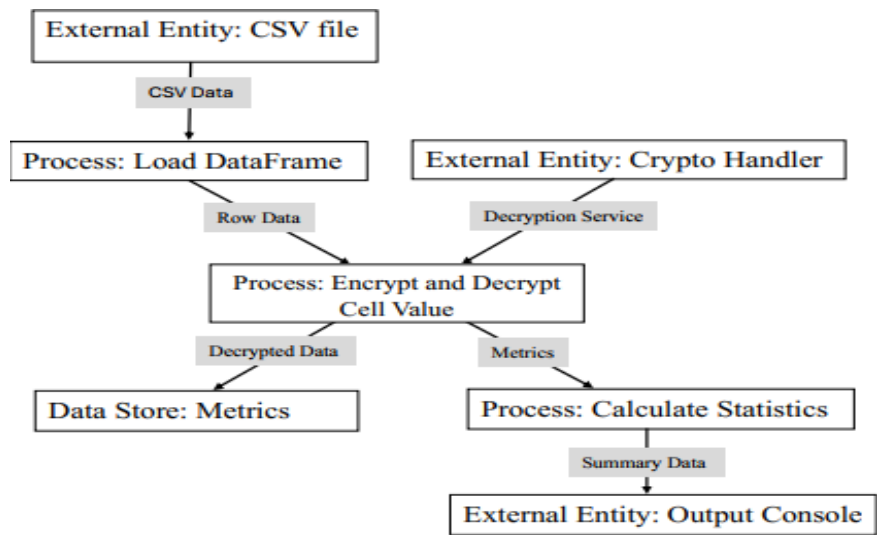 External Entity: CSV file
CSV Data
Process: Load DataFrame
External Entity: Crypto Handler
Row Data
Decryption Service
Process: Encrypt and Decrypt
Cell Value
Decrypted Data
Metrics
Data Store: Metrics
Process: Calculate Statistics
Summary Data
External Entity: Output Console